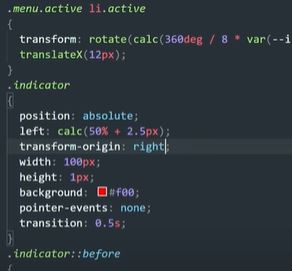 .menu.active li.active
{
transform: rotate(calc(360deg / 8 * var(--i
translateX(12px);
}
.indicator
{
position: absolute;
left: calc(50% + 2.5px);
transform-origin: right;
width: 100px;
height: 1px;
background: #f00;
pointer-events: none;
transition: 0.5s;
}
.indicator::before
{